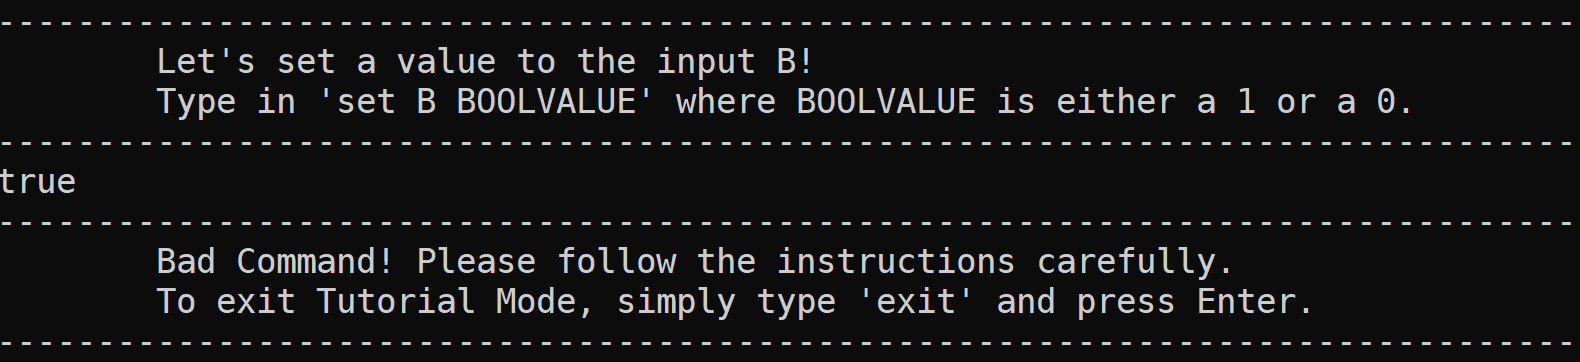 --------------------------------------------------------------------------------
Let's set a value to the input B!
Type in 'set B BOOLVALUE' where BOOLVALUE is either a 1 or a 0.
--------------------------------------------------------------------------------
true
--------------------------------------------------------------------------------
Bad Command! Please follow the instructions carefully.
To exit Tutorial Mode, simply type 'exit' and press Enter.
--------------------------------------------------------------------------------